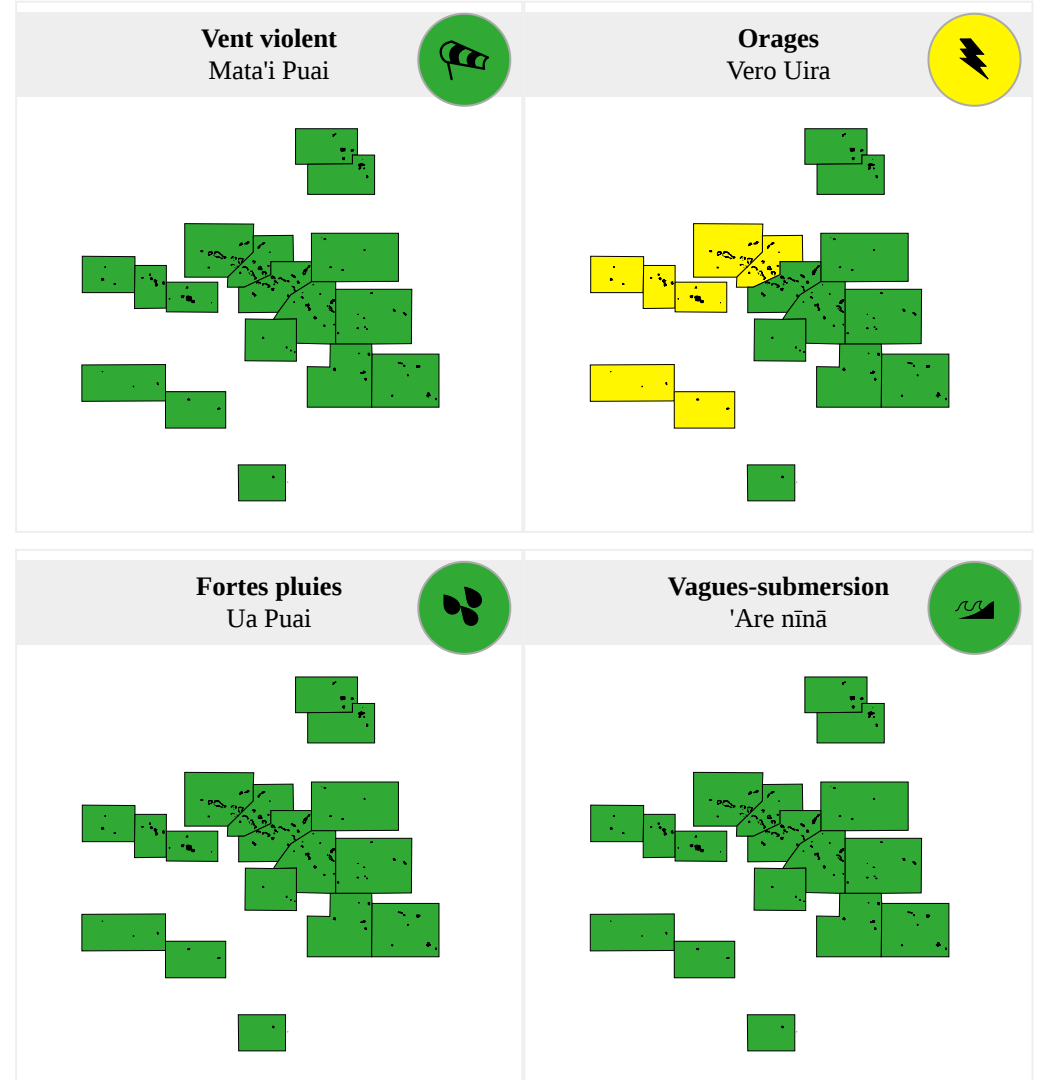 Vent violent
Mata'i Puai
Orages
Vero Uira
Fortes pluies
Ua Puai
Vagues-submersion
'Are nīnā